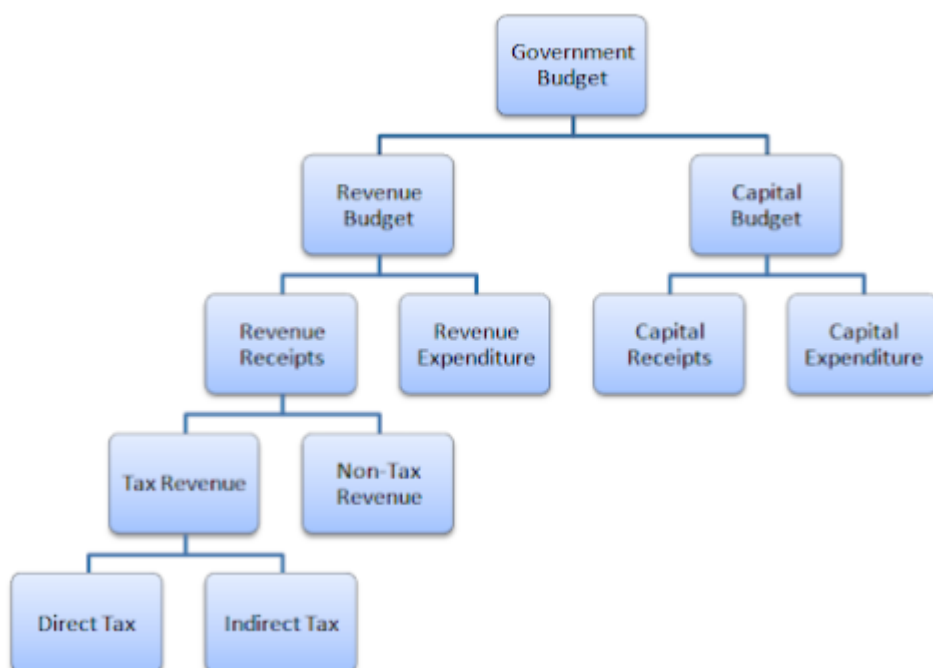 Government
Budget
Revenue
Budget
Capital
Budget
Revenue
Receipts
Revenue
Expenditure
Capital
Receipts
Capital
Expenditure
Tax Revenue
Non-Tax
Revenue
Direct Tax
Indirect Tax